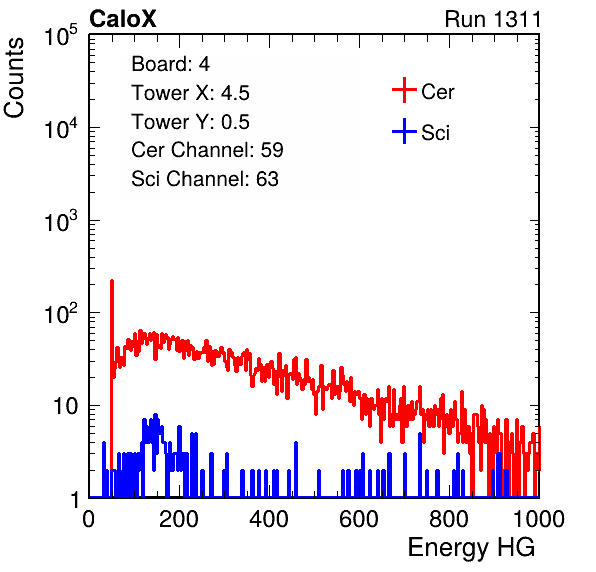 CaloX Run 1311
Counts
10^5
10^4
10^3
10^2
10
1
Board: 4
Tower X: 4.5
Tower Y: 0.5
Cer Channel: 59
Sci Channel: 63
Cer
Sci
0 200 400 600 800 1000
Energy HG